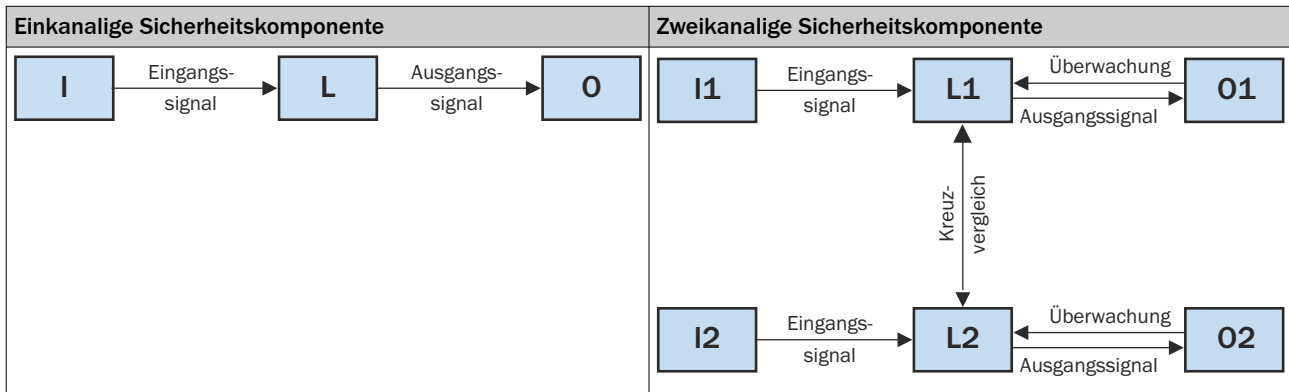 Einkanalige Sicherheitskomponente
I
Eingangs-
signal
L
Ausgangs-
signal
O
Zweikanalige Sicherheitskomponente
I1
Eingangs-
signal
L1
Überwachung
Ausgangssignal
O1
Kreuz-
vergleich
I2
Eingangs-
signal
L2
Überwachung
Ausgangssignal
O2